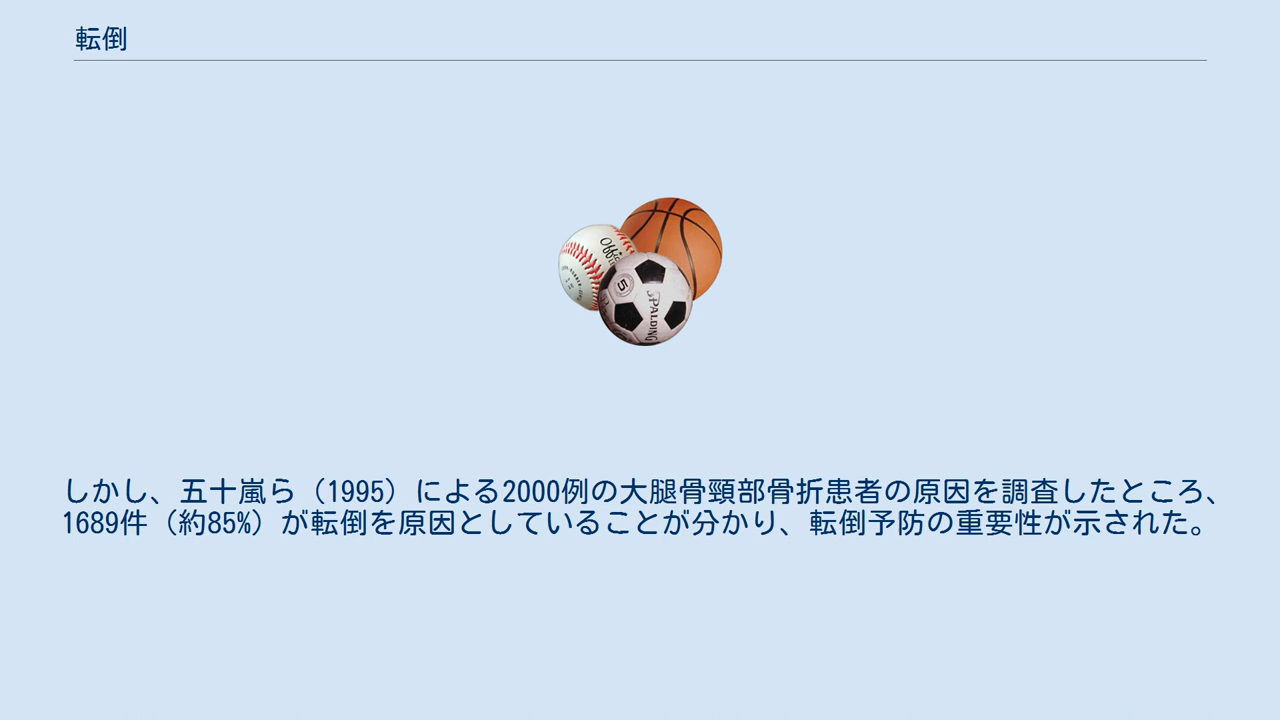 転倒
Offic
5
SPALDING
しかし、五十嵐ら（1995）による2000例の大腿骨頸部骨折患者の原因を調査したところ、
1689件（約85%）が転倒を原因としていることが分かり、転倒予防の重要性が示された。